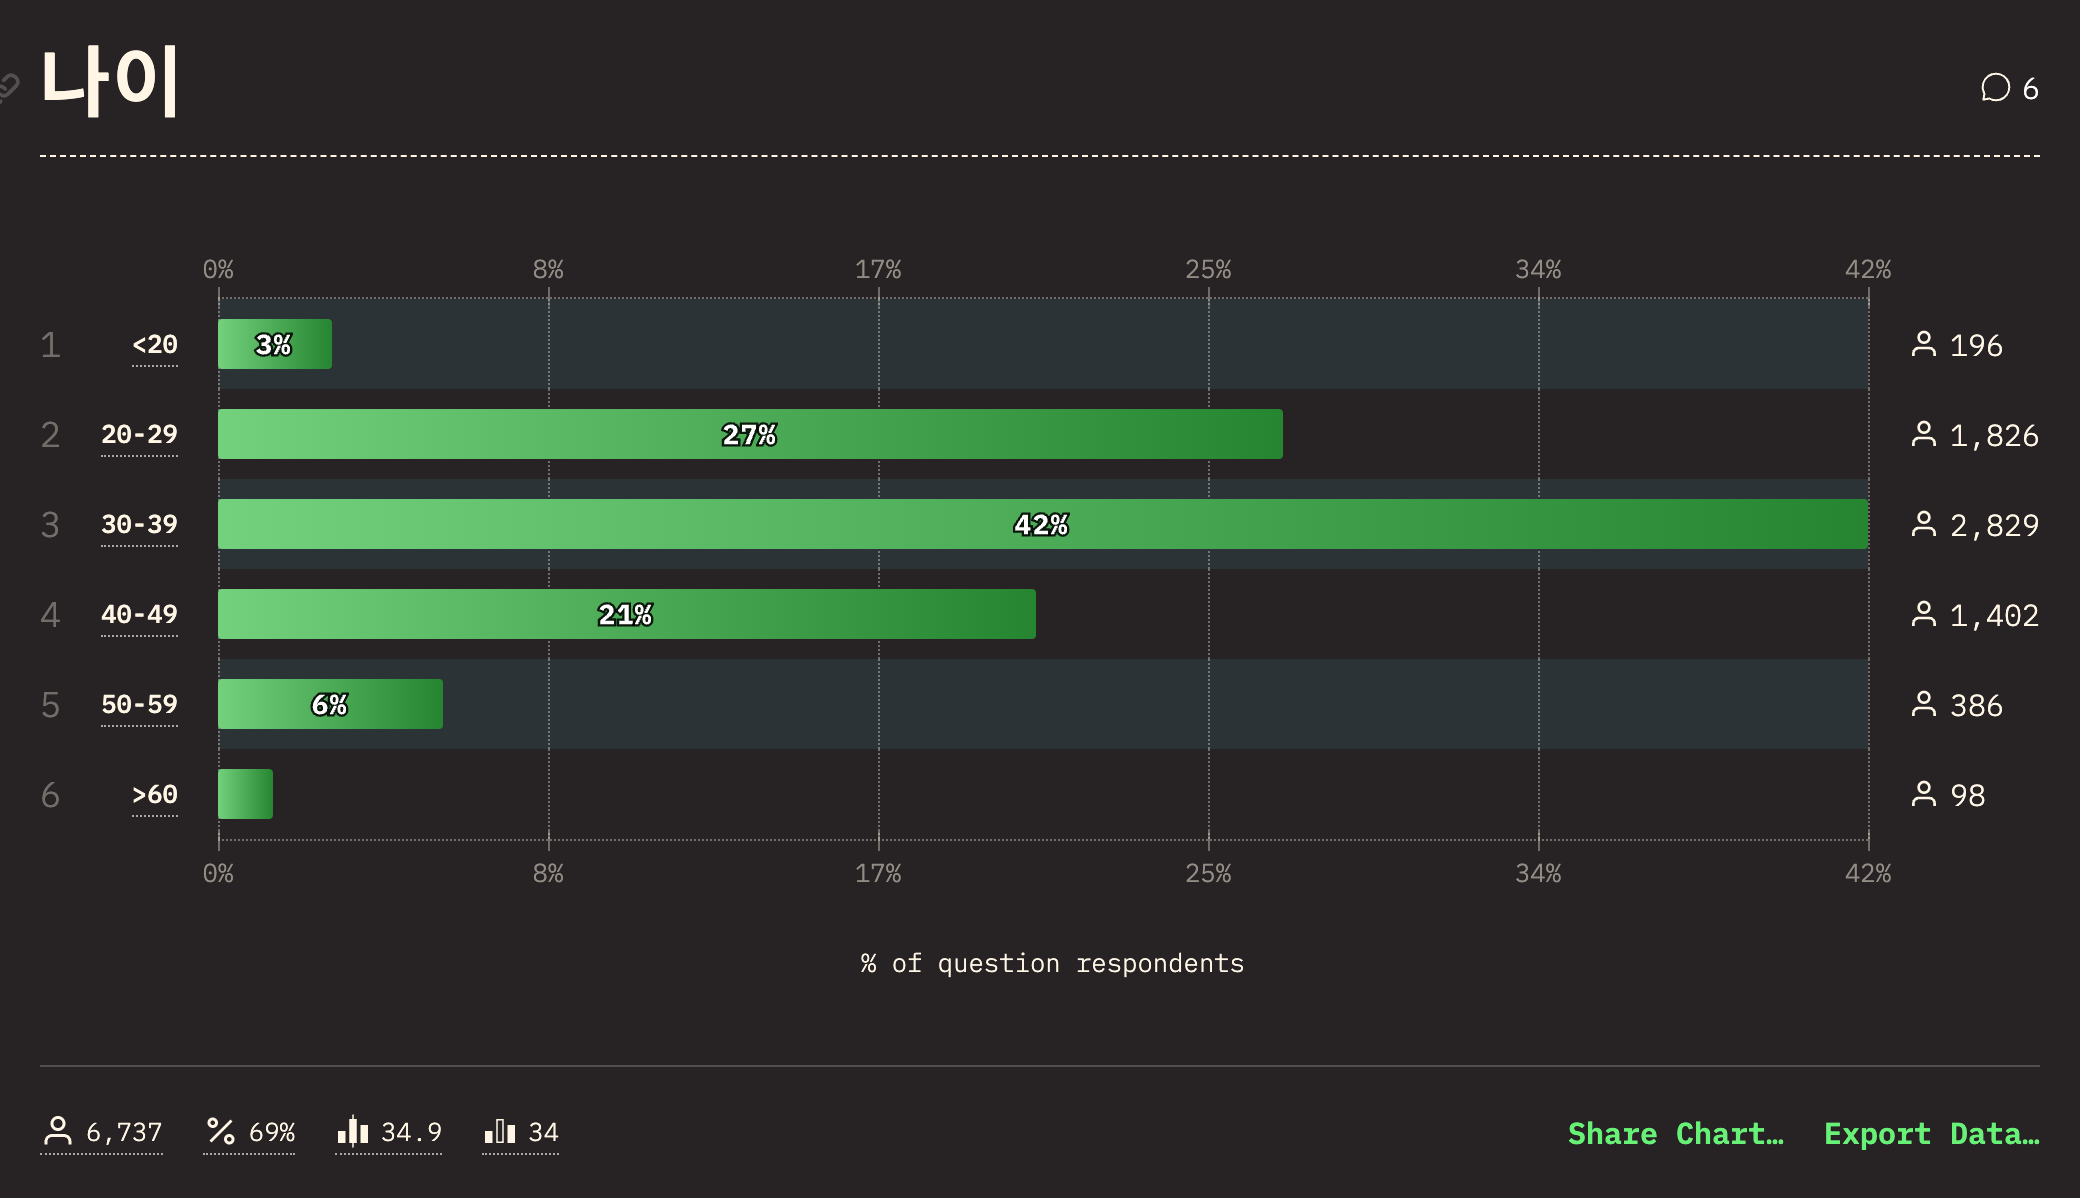 나이
6
0% 8% 17% 25% 34% 42%
1 <20 3% 196
2 20-29 27% 1,826
3 30-39 42% 2,829
4 40-49 21% 1,402
5 50-59 6% 386
6 >60 98
0% 8% 17% 25% 34% 42%
% of question respondents
6,737 69% 34.9 34 Share Chart… Export Data…